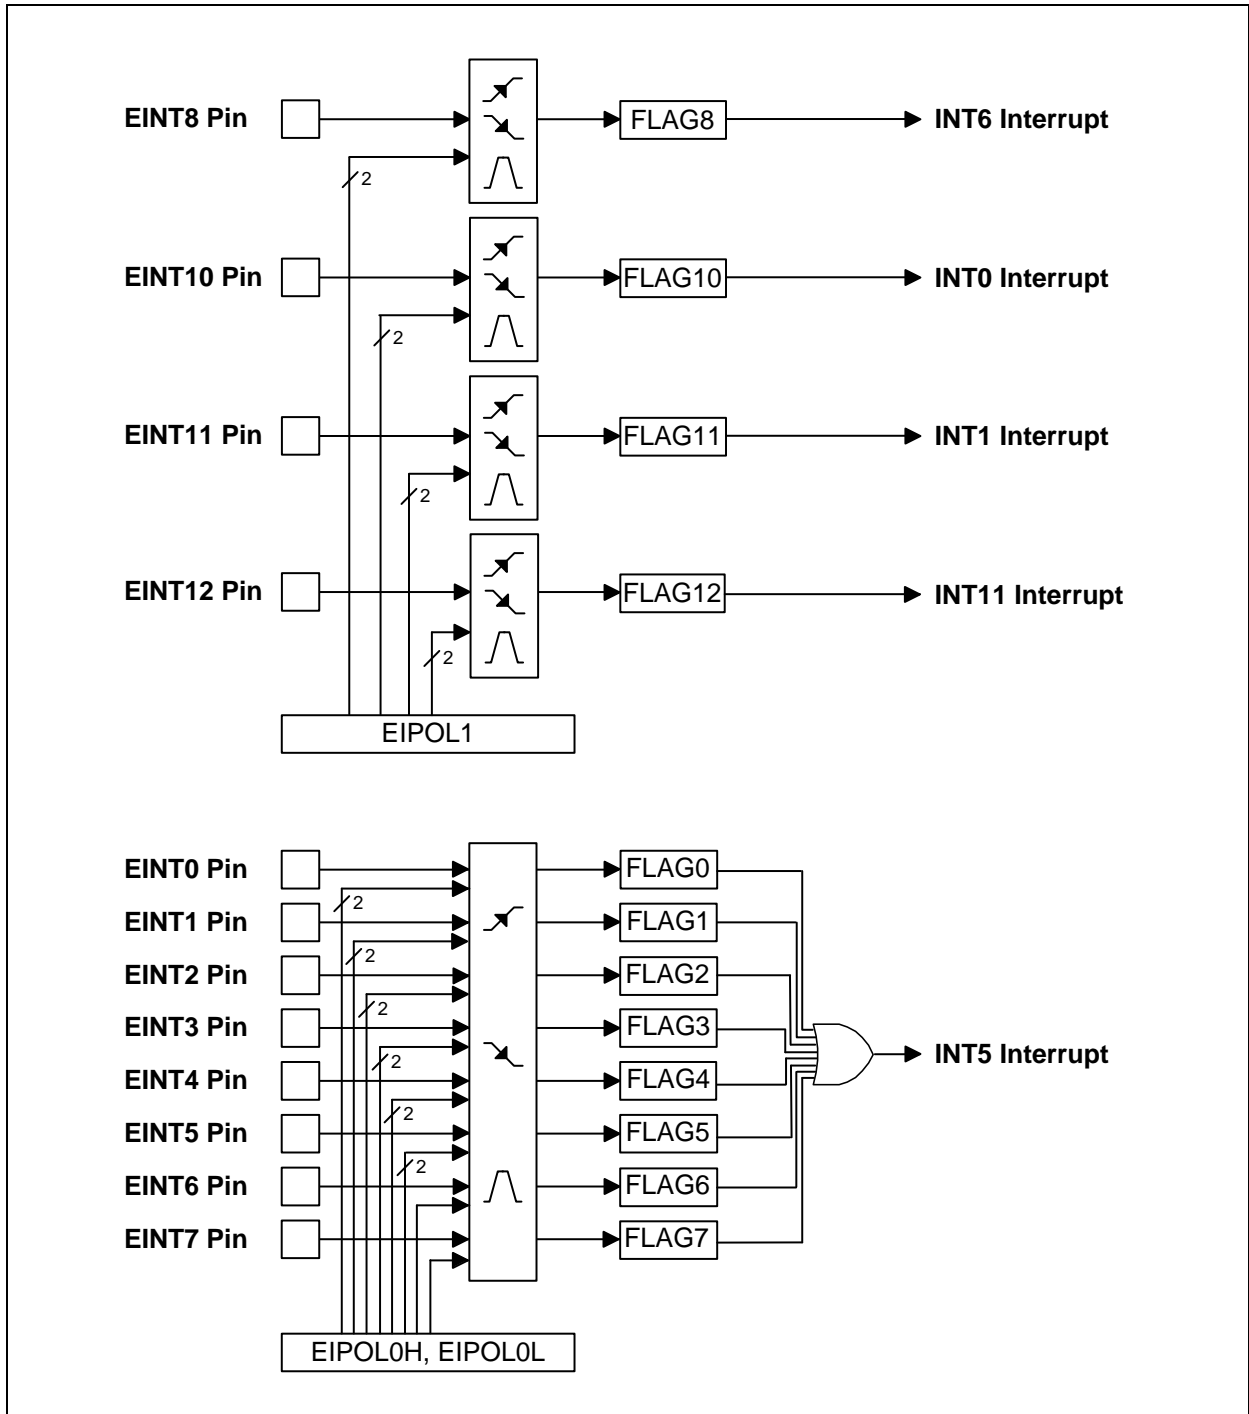 EINT8 Pin
2
FLAG8
INT6 Interrupt
EINT10 Pin
2
FLAG10
INT0 Interrupt
EINT11 Pin
2
FLAG11
INT1 Interrupt
EINT12 Pin
2
FLAG12
INT11 Interrupt
EIPOL1
EINT0 Pin
2
FLAG0
EINT1 Pin
2
FLAG1
EINT2 Pin
2
FLAG2
EINT3 Pin
2
FLAG3
INT5 Interrupt
EINT4 Pin
2
FLAG4
EINT5 Pin
2
FLAG5
EINT6 Pin
FLAG6
EINT7 Pin
FLAG7
EIPOL0H, EIPOL0L